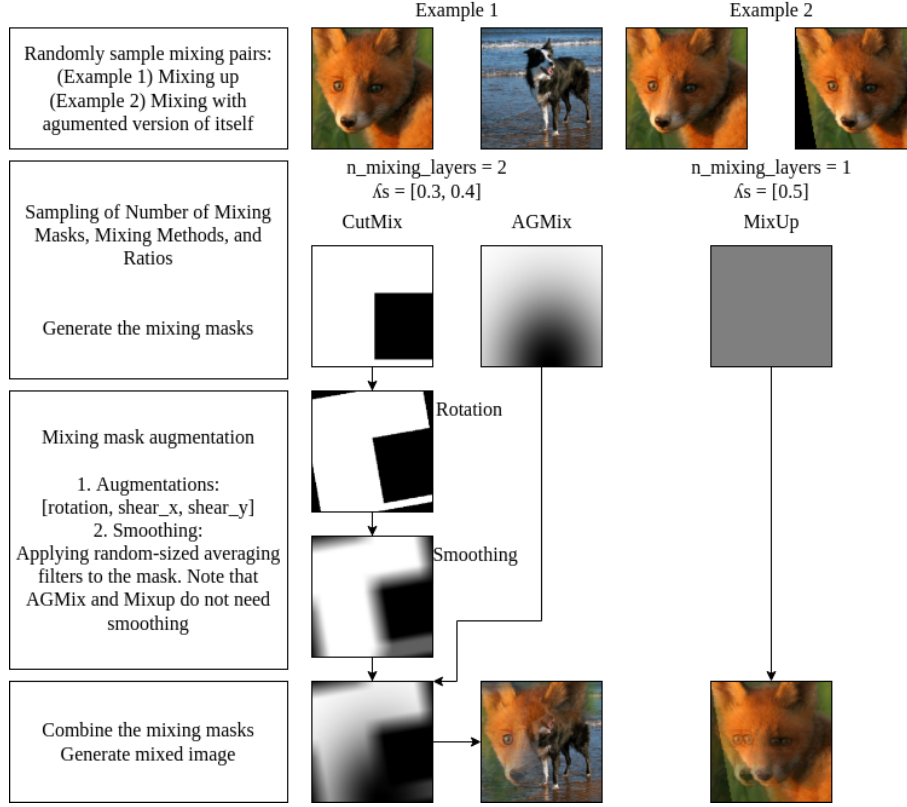 Example 1
Example 2
Randomly sample mixing pairs:
(Example 1) Mixing up
(Example 2) Mixing with
agumented version of itself
n_mixing_layers = 2
ʎs = [0.3, 0.4]
n_mixing_layers = 1
ʎs = [0.5]
Sampling of Number of Mixing
Masks, Mixing Methods, and
Ratios
Generate the mixing masks
CutMix
AGMix
MixUp
Mixing mask augmentation
1. Augmentations:
[rotation, shear_x, shear_y]
2. Smoothing:
Applying random-sized averaging
filters to the mask. Note that
AGMix and Mixup do not need
smoothing
Rotation
Smoothing
Combine the mixing masks
Generate mixed image